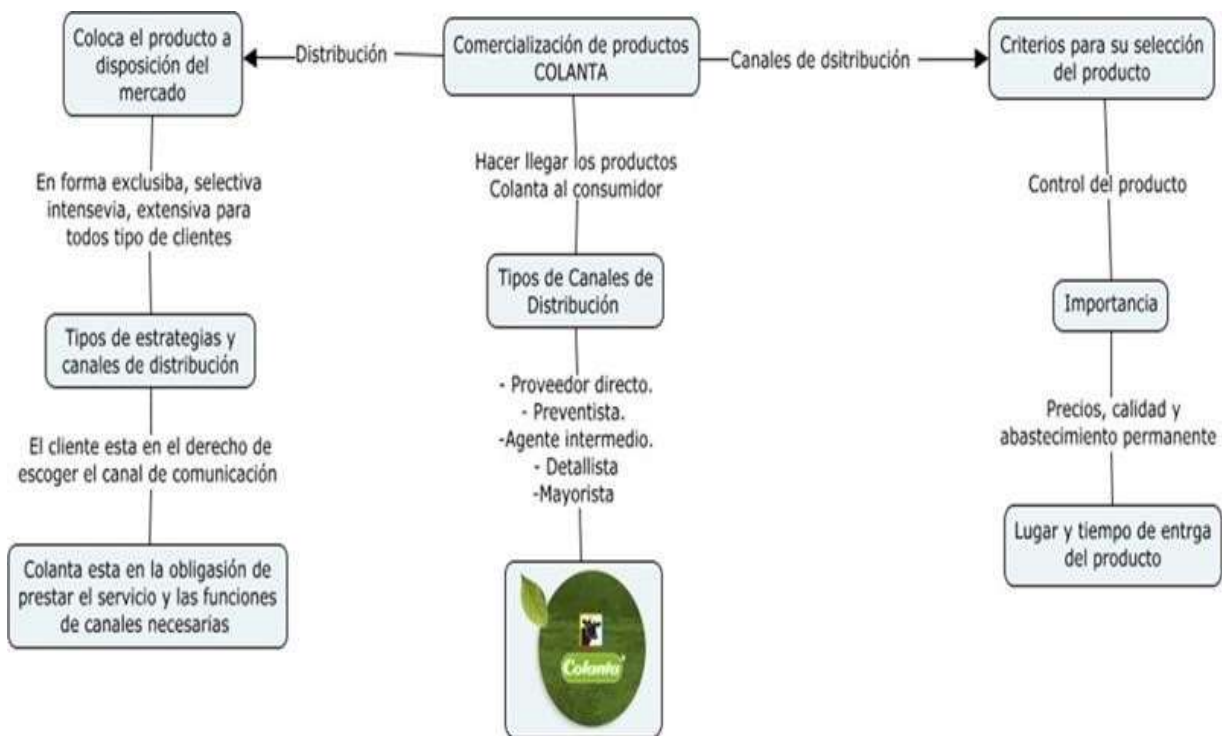 Coloca el producto a
disposición del
mercado
Distribución
Comercialización de productos
COLANTA
Canales de dsitribución
Criterios para su selección
del producto
En forma exclusiba, selectiva
intensevia, extensiva para
todos tipo de clientes
Hacer llegar los productos
Colanta al consumidor
Control del producto
Tipos de estrategias y
canales de distribución
Tipos de Canales de
Distribución
Importancia
El cliente esta en el derecho de
escoger el canal de comunicación
- Proveedor directo.
- Preventista.
-Agente intermedio.
- Detallista
-Mayorista
Precios, calidad y
abastecimiento permanente
Colanta esta en la obligasión de
prestar el servicio y las funciones
de canales necesarias
Colanta
Lugar y tiempo de entrga
del producto